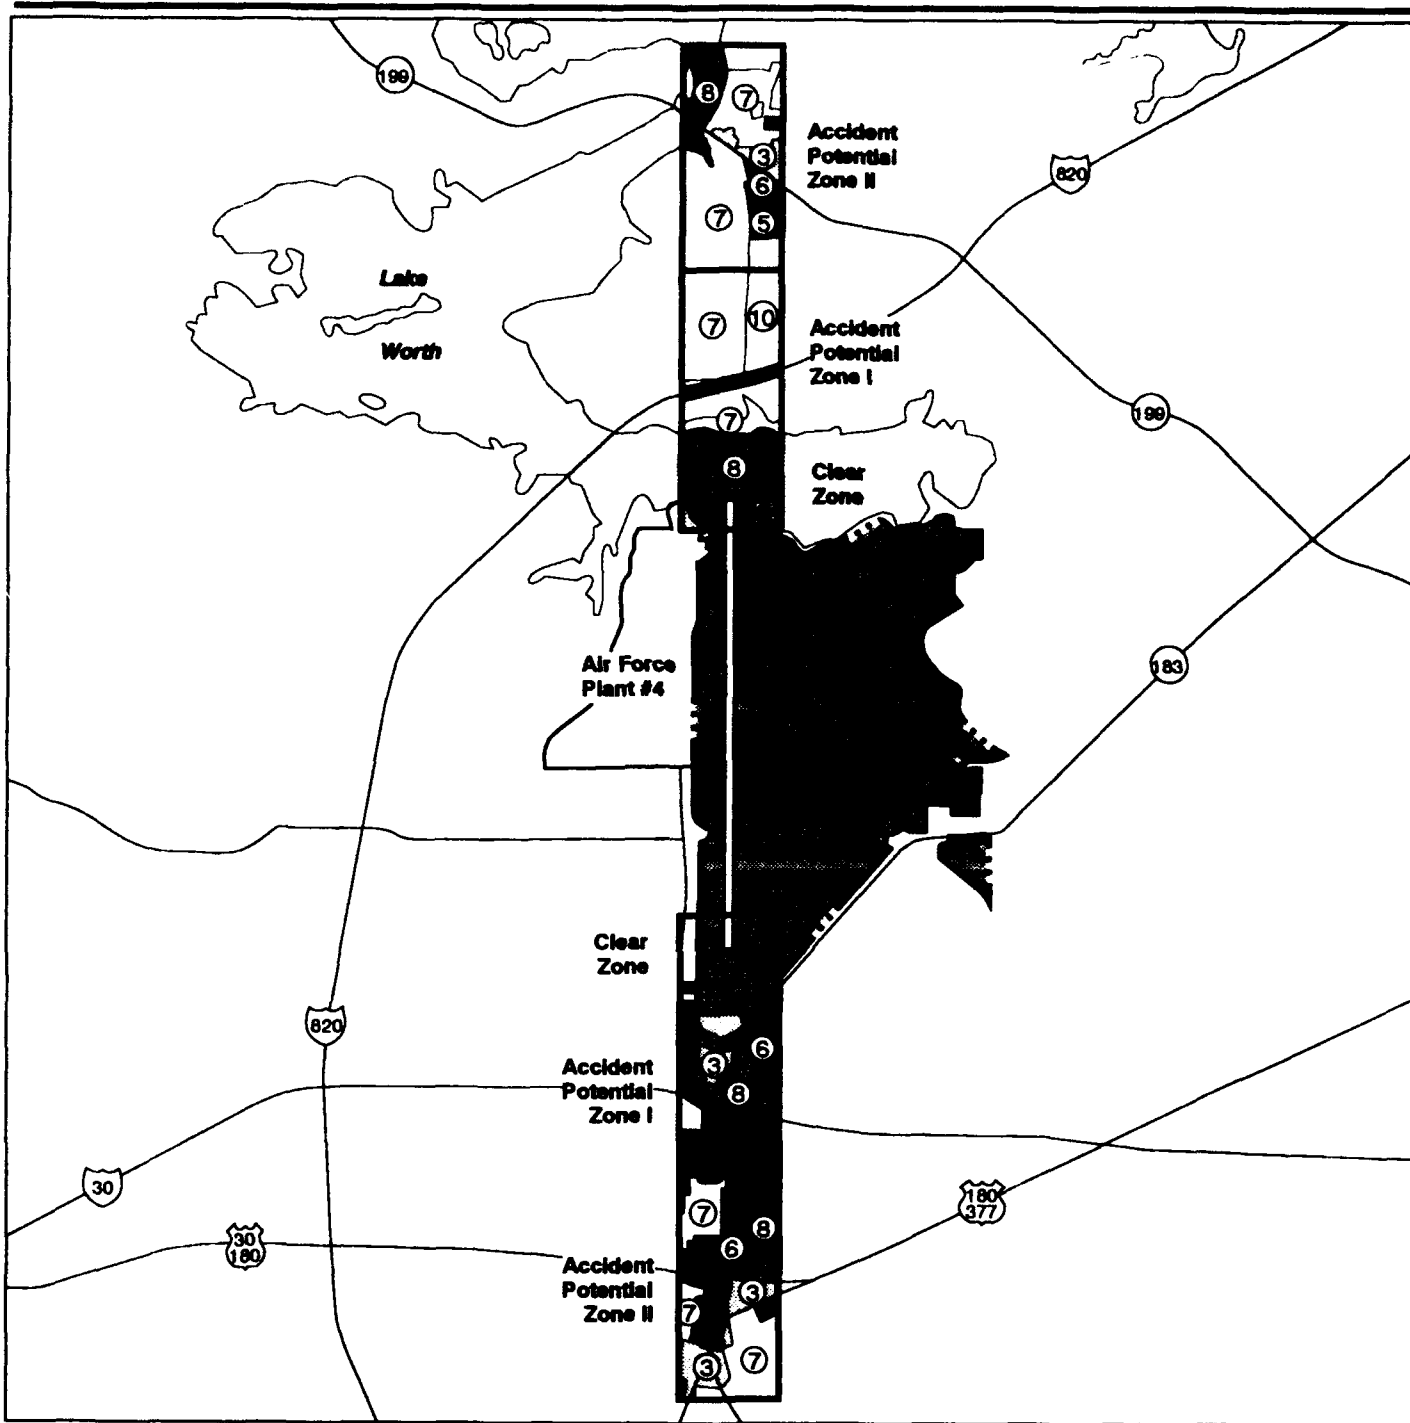 199
8
7
Accident
Potential
Zone II
3
6
820
7
5
Lake
Worth
7
10
Accident
Potential
Zone I
7
199
8
Clear
Zone
Air Force
Plant #4
183
Clear
Zone
820
6
3
8
Accident
Potential
Zone I
30
7
180
377
8
6
30
180
Accident
Potential
Zone II
3
7
7
3